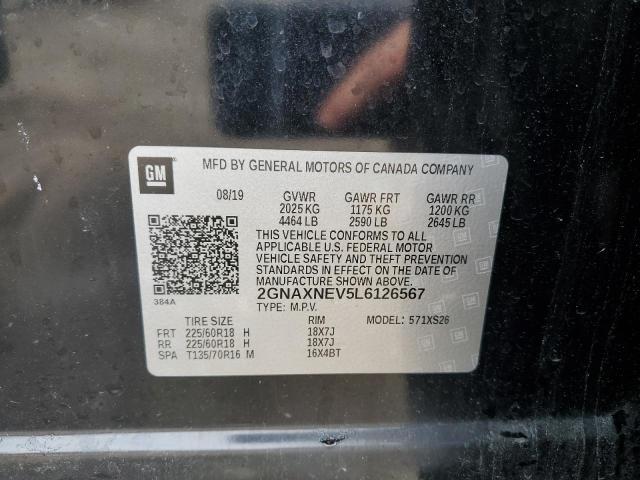 GM
MFD BY GENERAL MOTORS OF CANADA COMPANY
08/19 GVWR GAWR FRT GAWR RR
2025 KG 1175 KG 1200 KG
4464 LB 2590 LB 2645 LB
THIS VEHICLE CONFORMS TO ALL
APPLICABLE U.S. FEDERAL MOTOR
VEHICLE SAFETY AND THEFT PREVENTION
STANDARDS IN EFFECT ON THE DATE OF
MANUFACTURE SHOWN ABOVE.
384A
2GNAXNEV5L6126567
TYPE: M.P.V.
TIRE SIZE RIM MODEL: 571XS26
FRT 225/60R18 H 18X7J
RR 225/60R18 H 18X7J
SPA T135/70R16 M 16X4BT